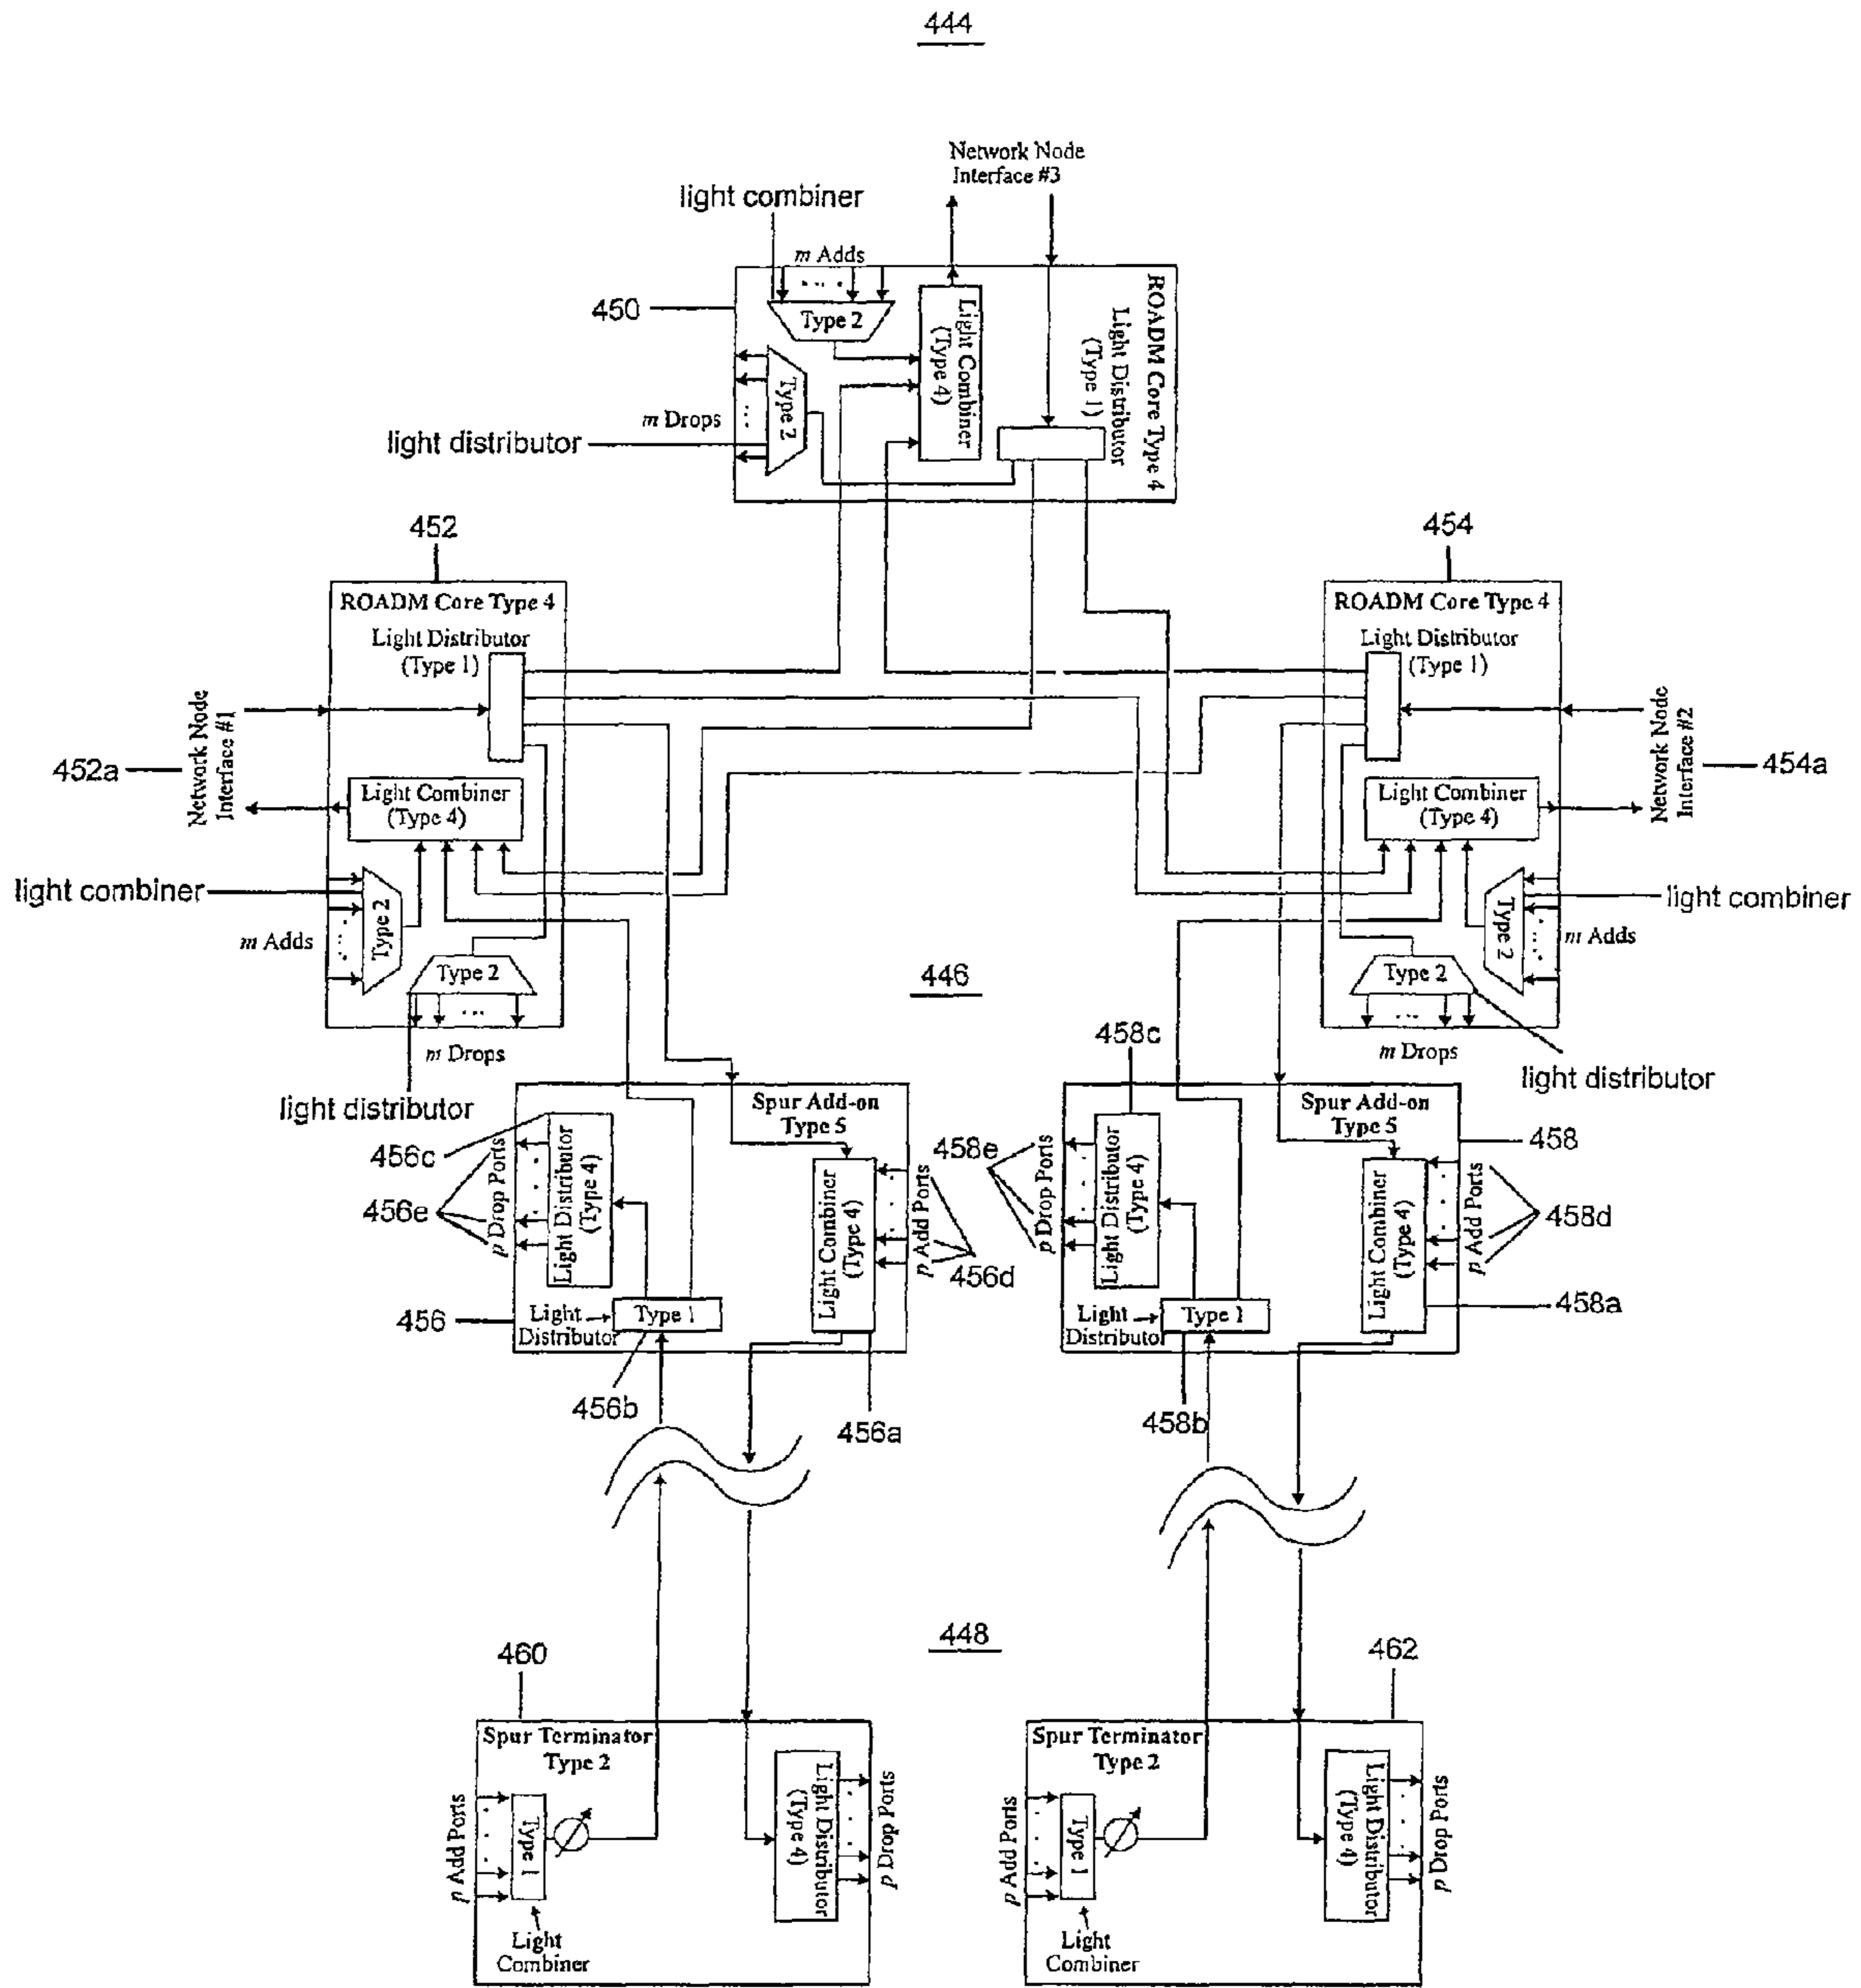 444
Network Node
Interface #3
light combiner
m Adds
450
Type 2
Light Combiner
(Type 4)
Light Distributor
(Type 1)
ROADM Core Type 4
Type 2
m Drops
light distributor
452
454
ROADM Core Type 4
Light Distributor
(Type 1)
Network Node
Interface #1
452a
Light Combiner
(Type 4)
light combiner
Type 2
m Adds
Type 2
m Drops
light distributor
ROADM Core Type 4
Light Distributor
(Type 1)
Network Node
Interface #2
454a
Light Combiner
(Type 4)
light combiner
Type 2
m Adds
Type 2
m Drops
light distributor
446
Spur Add-on
Type 5
456c
456e
p Drop Ports
Light Distributor
(Type 4)
Light Combiner
(Type 4)
p Add Ports
456d
456
Light
Distributor
Type 1
456b
456a
458c
Spur Add-on
Type 5
458
458e
p Drop Ports
Light Distributor
(Type 4)
Light Combiner
(Type 4)
p Add Ports
458d
458a
Light
Distributor
Type 1
458b
448
460
462
Spur Terminator
Type 2
p Add Ports
Type 1
Light Distributor
(Type 4)
p Drop Ports
Light
Combiner
Spur Terminator
Type 2
p Add Ports
Type 1
Light Distributor
(Type 4)
p Drop Ports
Light
Combiner